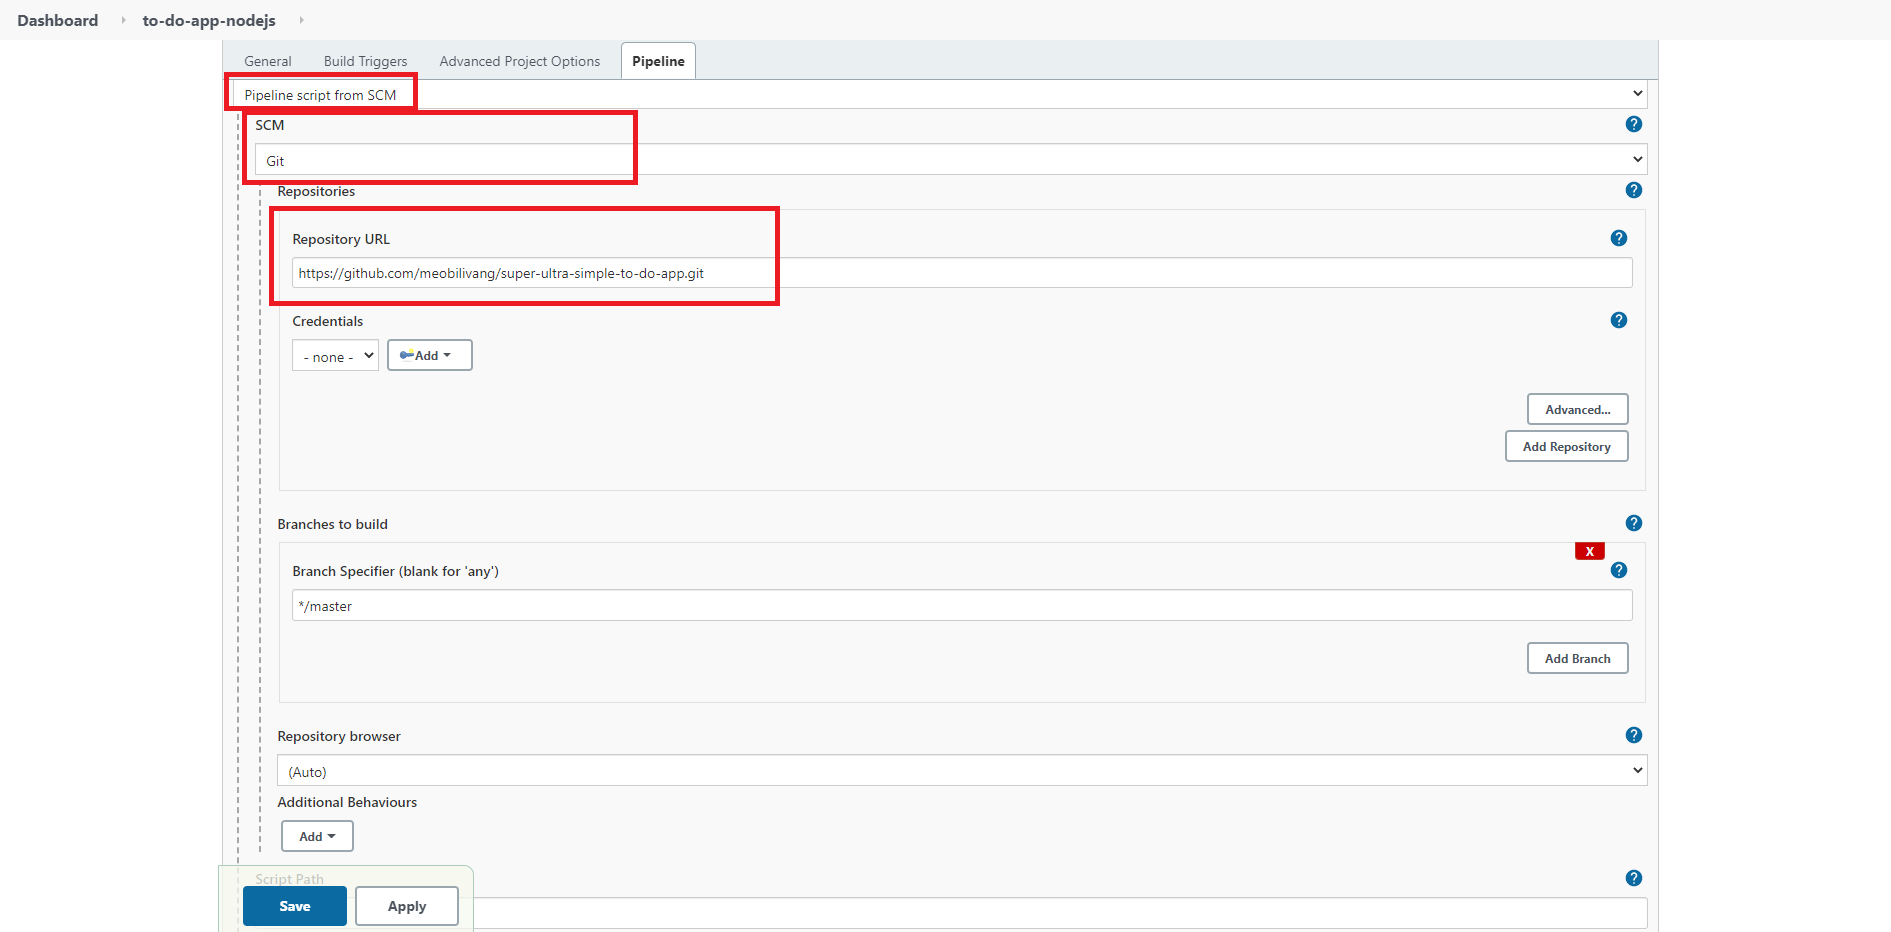 Dashboard to-do-app-nodejs
General Build Triggers Advanced Project Options Pipeline
Pipeline script from SCM
SCM
?
Git
Repositories
?
Repository URL
?
https://github.com/meobilivang/super-ultra-simple-to-do-app.git
Credentials
?
- none - Add
Advanced...
Add Repository
Branches to build
?
X
Branch Specifier (blank for 'any')
?
*/master
Add Branch
Repository browser
?
(Auto)
Additional Behaviours
Add
Script Path
?
Save Apply